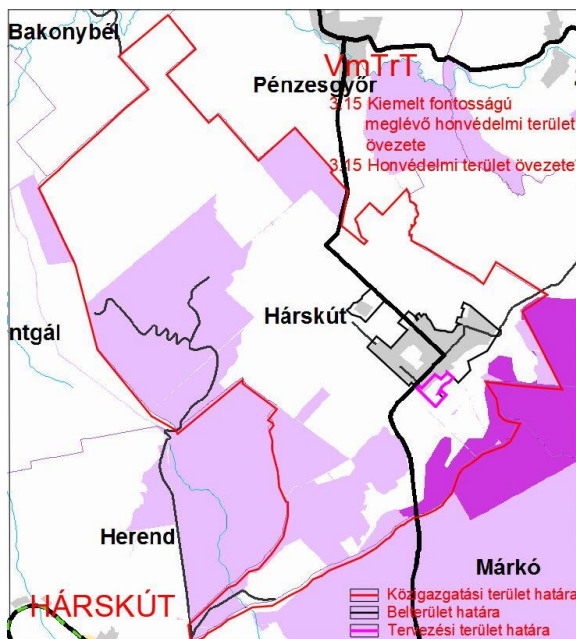 Bakonybél
VmTrT
Pénzesgyőr
3.15 Kiemelt fontosságú
meglévő honvédelmi terület
övezete
3.15 Honvédelmi terület övezete
Hárskút
ntgál
Herend
Márkó
HÁRSKÚT
Közigazgatási terület határa
Belterület határa
Tervezési terület határa